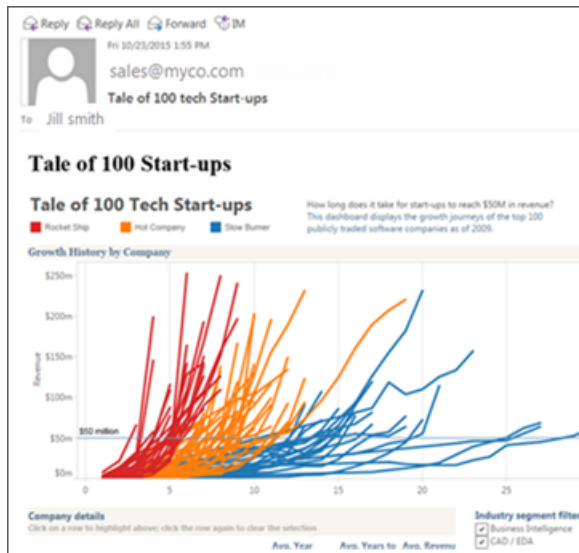 Reply Reply All Forward IM
Fri 10/23/2015 1:55 PM
sales@myco.com
Tale of 100 tech Start-ups
To Jill smith
Tale of 100 Start-ups
Tale of 100 Tech Start-ups
How long does it take for start-ups to reach $50M in revenue?
This dashboard displays the growth journeys of the top 100
publicly traded software companies as of 2009.
Rocket Ship Hot Company Slow Burner
Growth History by Company
$250m
$200m
$150m
$100m
$50 million
$50m
$0m
Revenue
0 5 10 15 20 25
Company details
Click on a row to highlight above; click the row again to clear the selection
Avg. Year Avg. Years to Avg. Revenu
Industry segment filter
Business Intelligence
CAD / EDA